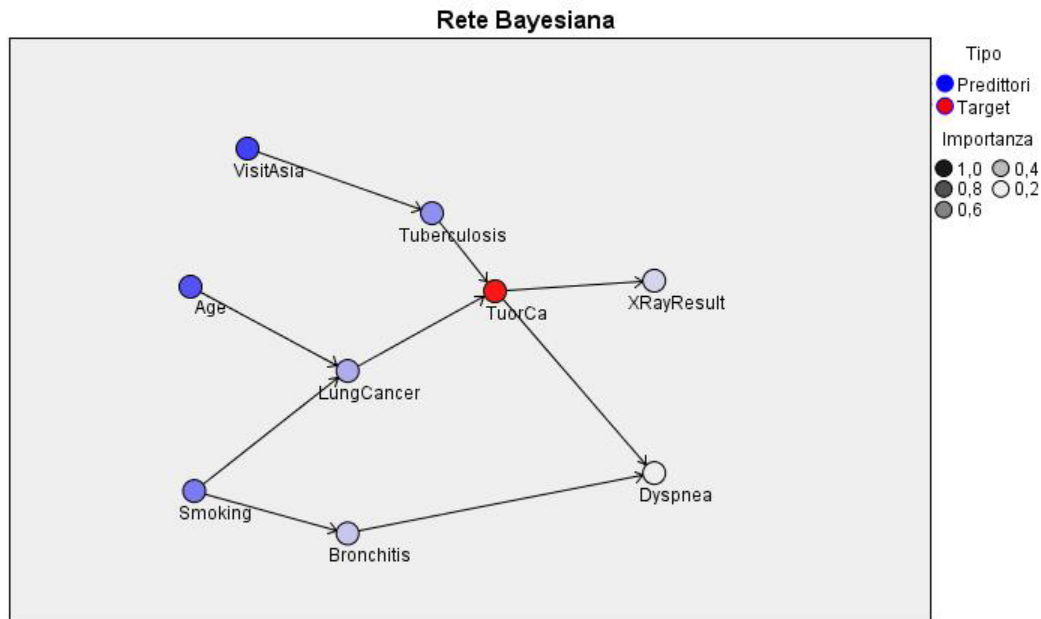 Rete Bayesiana
Tipo
Predittori
Target
Importanza
1,0 0,4
0,8 0,2
0,6
VisitAsia
Tuberculosis
Age
TuorCa
XRayResult
LungCancer
Smoking
Dyspnea
Bronchitis